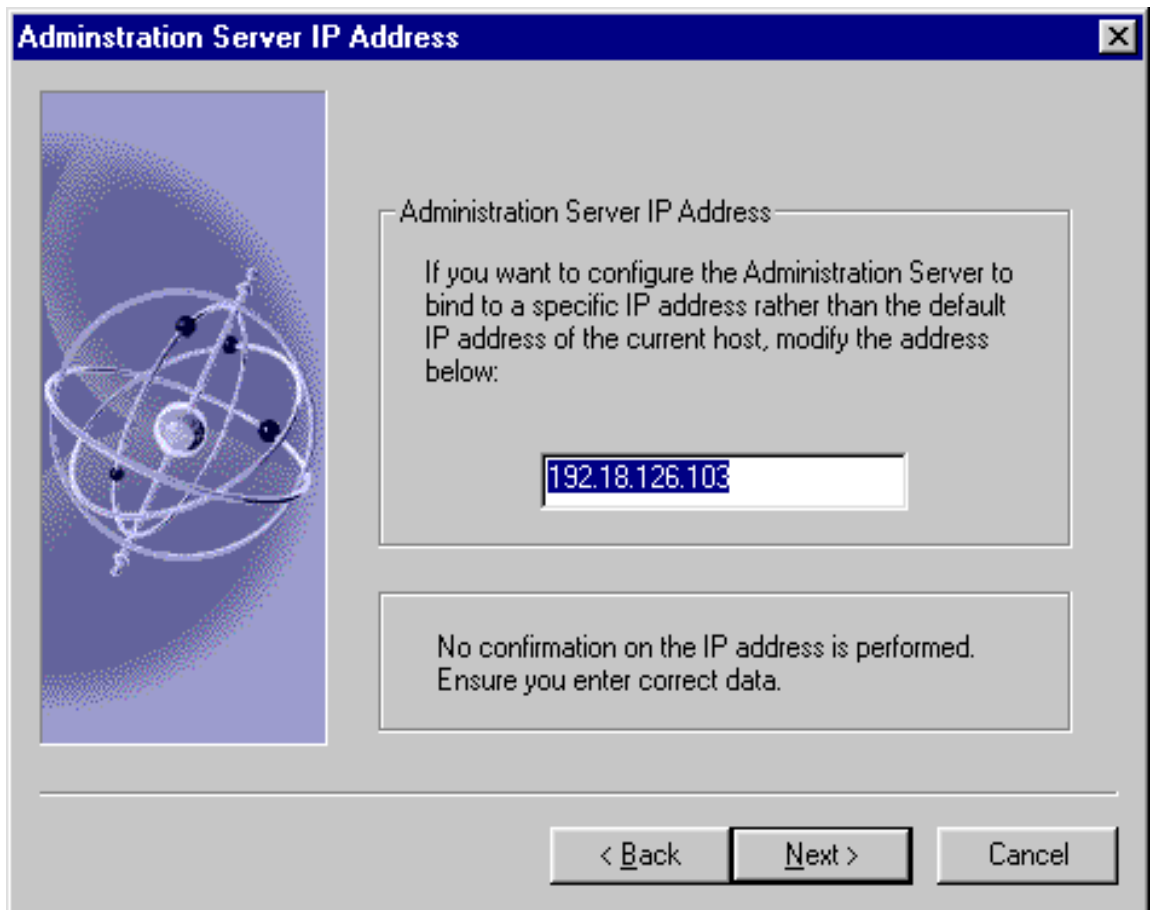 Adminstration Server IP Address
Administration Server IP Address
If you want to configure the Administration Server to
bind to a specific IP address rather than the default
IP address of the current host, modify the address
below:
192.18.126.103
No confirmation on the IP address is performed.
Ensure you enter correct data.
< Back
Next >
Cancel